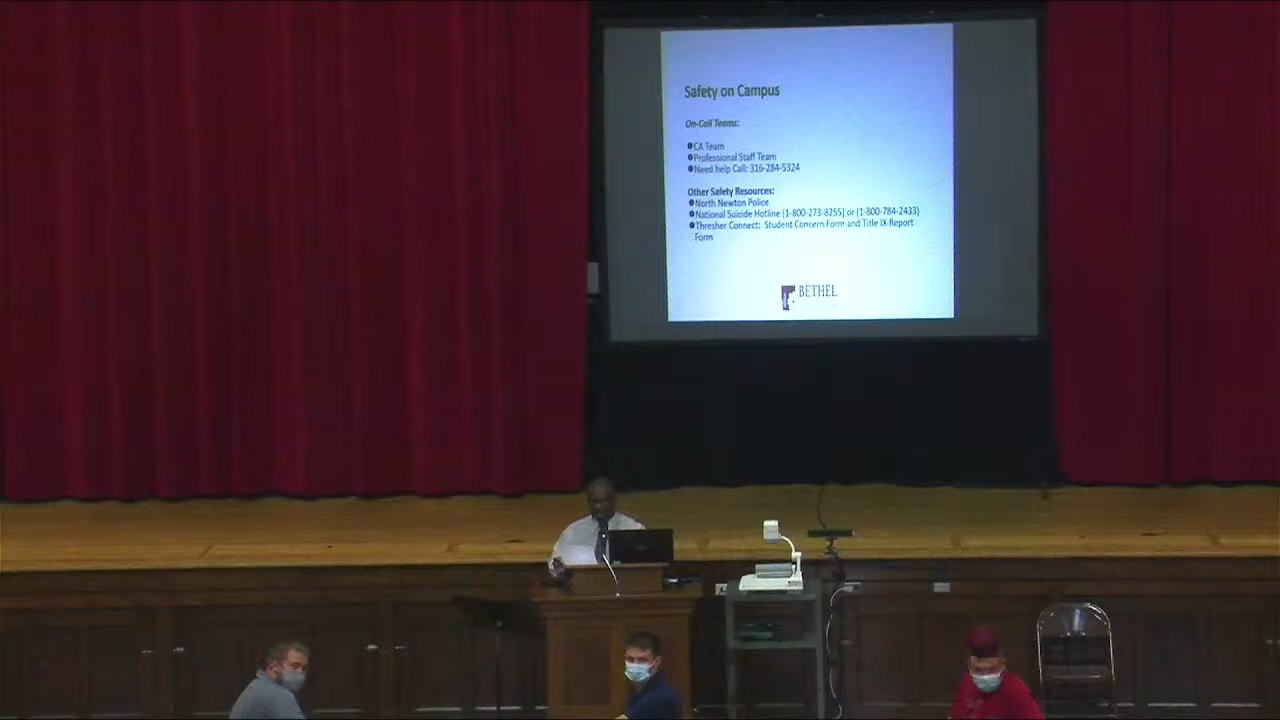 Safety on Campus
On-Call Teams:
●CA Team
●Professional Staff Team
●Need help Call: 316-284-5324
Other Safety Resources:
●North Newton Police
●National Suicide Hotline (1-800-273-8255) or (1-800-784-2433)
●Thresher Connect: Student Concern Form and Title IX Report
Form
BETHEL